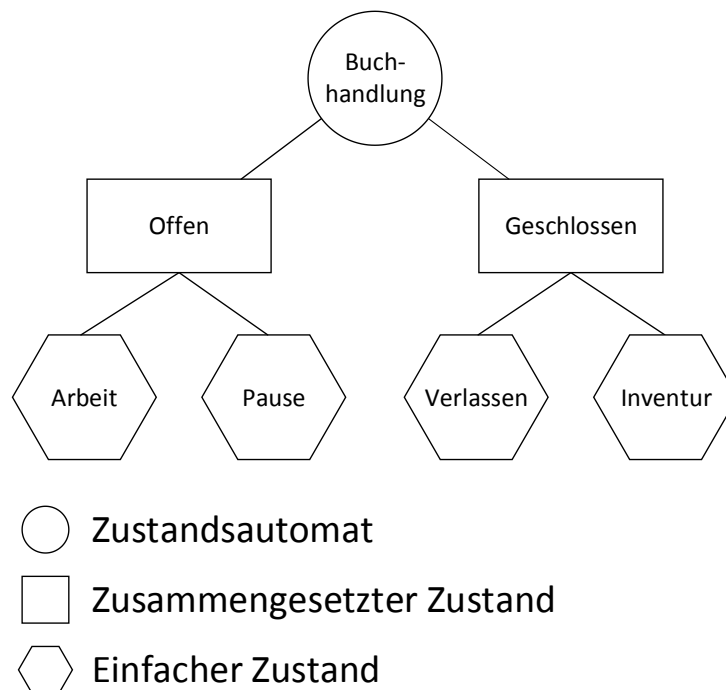 Buch-
handlung
Offen
Geschlossen
Arbeit
Pause
Verlassen
Inventur
Zustandsautomat
Zusammengesetzter Zustand
Einfacher Zustand